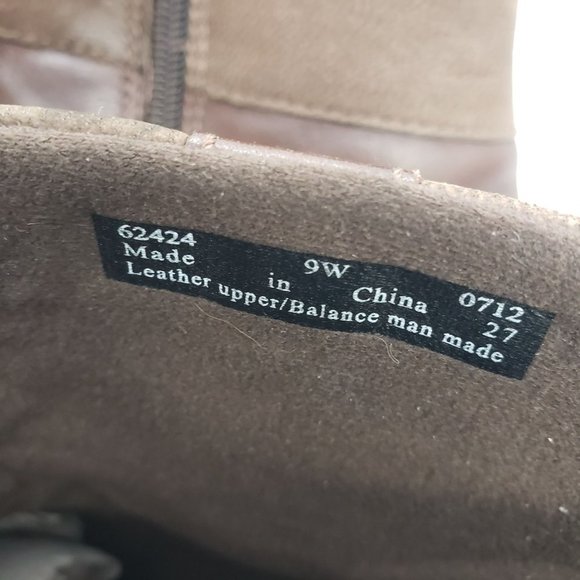 62424 9W 0712
Made in China 27
Leather upper/Balance man made